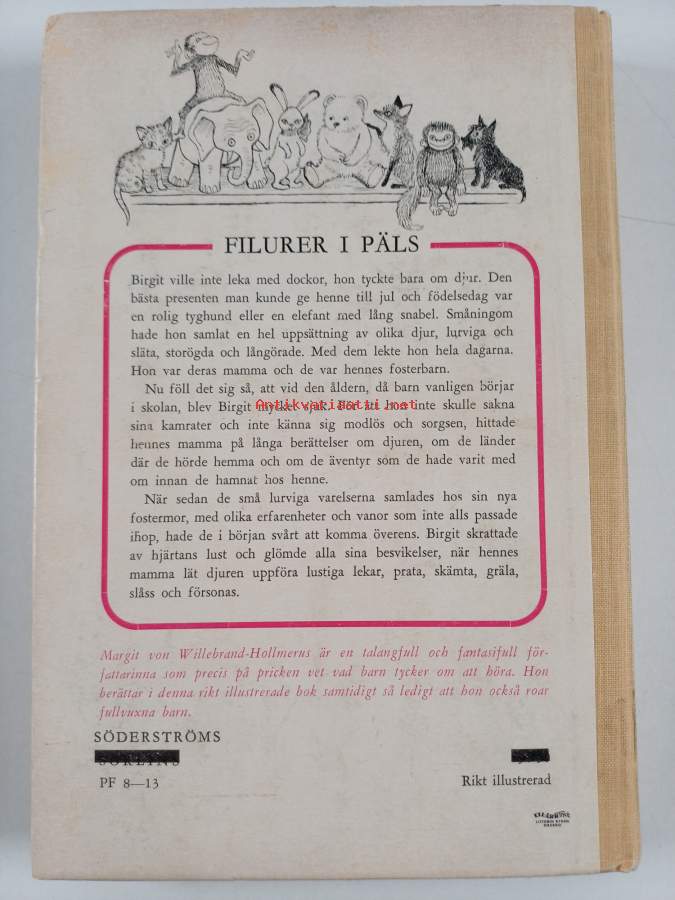 FILURER I PÄLS
Birgit ville inte leka med dockor, hon tyckte bara om djur. Den
bästa presenten man kunde ge henne till jul och födelsedag var
en rolig tyghund eller en elefant med lång snabel. Småningom
hade hon samlat en hel uppsättning av olika djur, lurviga och
släta, storögda och långörade. Med dem lekte hon hela dagarna.
Hon var deras mamma och de var hennes fosterbarn.
Nu föll det sig så, att vid den åldern, då barn vanligen börjar
i skolan, blev Birgit mycket sjuk. För att hon inte skulle sakna
Antikvariaatti.net
sina kamrater och inte känna sig modlös och sorgsen, hittade
hennes mamma på långa berättelser om djuren, om de länder
där de hörde hemma och om de äventyr som de hade varit med
om innan de hamnat hos henne.
När sedan de små lurviga varelserna samlades hos sin nya
fostermor, med olika erfarenheter och vanor som inte alls passade
ihop, hade de i början svårt att komma överens. Birgit skrattade
av hjärtans lust och glömde alla sina besvikelser, när hennes
mamma lät djuren uppföra lustiga lekar, prata, skämta, gräla,
slåss och försonas.
Margit von Willebrand-Hollmerus är en talangfull och fantasifull för-
fattarinna som precis på pricken vet vad barn tycker om att höra. Hon
berättar i denna rikt illustrerade bok samtidigt så ledigt att hon också roar
fullvuxna barn.
SÖDERSTRÖMS
PF 8—13
Rikt illustrerad